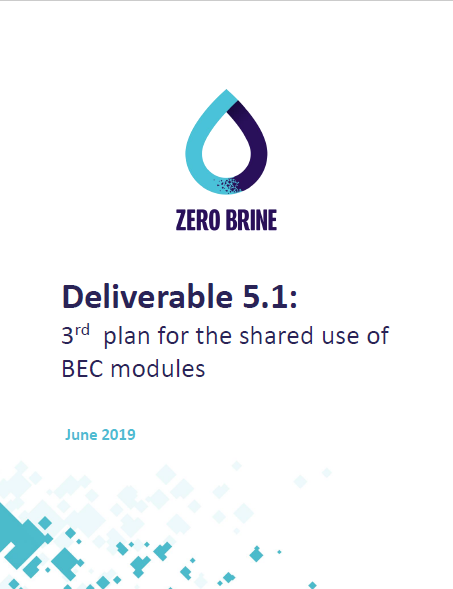 ZERO BRINE
Deliverable 5.1:
3rd plan for the shared use of
BEC modules
June 2019